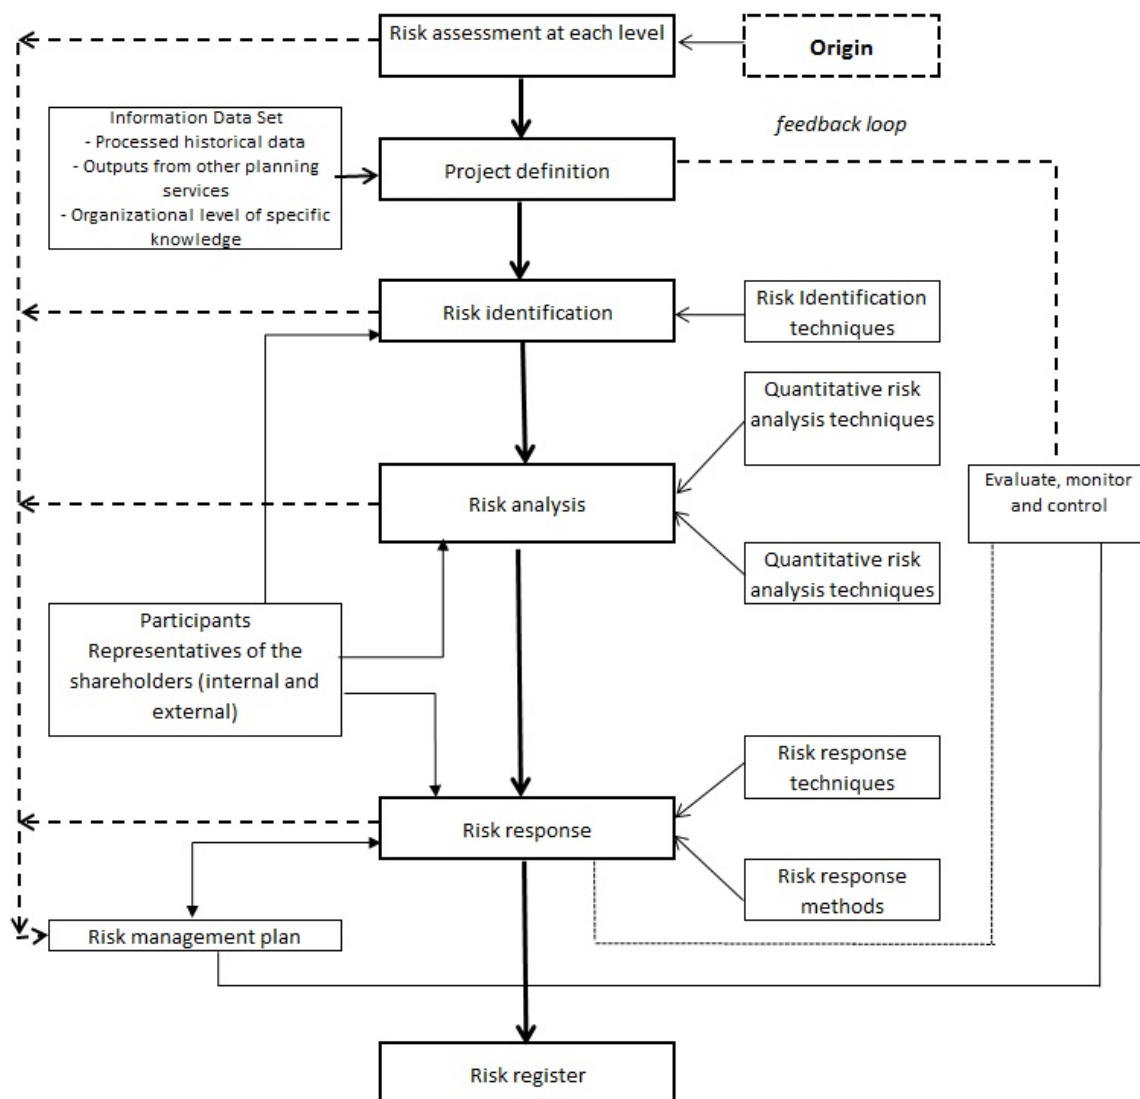 Risk assessment at each level
Origin
feedback loop
Information Data Set
- Processed historical data
- Outputs from other planning
services
- Organizational level of specific
knowledge
Project definition
Risk identification
Risk Identification
techniques
Quantitative risk
analysis techniques
Risk analysis
Evaluate, monitor
and control
Quantitative risk
analysis techniques
Participants
Representatives of the
shareholders (internal and
external)
Risk response
techniques
Risk response
Risk response
methods
Risk management plan
Risk register